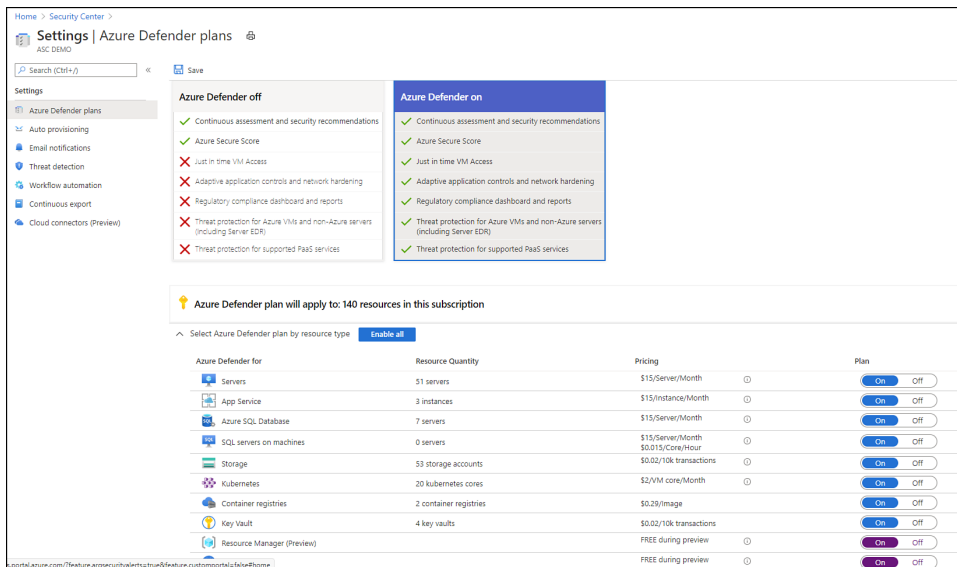 Home > Security Center >
Settings | Azure Defender plans
ASC DEMO
Search (Ctrl+/)
«
Save
Settings
Azure Defender plans
Auto provisioning
Email notifications
Threat detection
Workflow automation
Continuous export
Cloud connectors (Preview)
Azure Defender off
Continuous assessment and security recommendations
Azure Secure Score
Just in time VM Access
Adaptive application controls and network hardening
Regulatory compliance dashboard and reports
Threat protection for Azure VMs and non-Azure servers
(including Server EDR)
Threat protection for supported PaaS services
Azure Defender on
Continuous assessment and security recommendations
Azure Secure Score
Just in time VM Access
Adaptive application controls and network hardening
Regulatory compliance dashboard and reports
Threat protection for Azure VMs and non-Azure servers
(including Server EDR)
Threat protection for supported PaaS services
Azure Defender plan will apply to: 140 resources in this subscription
Select Azure Defender plan by resource type Enable all
Azure Defender for Resource Quantity Pricing Plan
Servers 51 servers $15/Server/Month On Off
App Service 3 instances $15/Instance/Month On Off
Azure SQL Database 7 servers $15/Server/Month On Off
SQL servers on machines 0 servers $15/Server/Month On Off
$0.015/Core/Hour
Storage 53 storage accounts $0.02/10k transactions On Off
Kubernetes 20 kubernetes cores $2/VM core/Month On Off
Container registries 2 container registries $0.29/Image On Off
Key Vault 4 key vaults $0.02/10k transactions On Off
Resource Manager (Preview) FREE during preview On Off
FREE during preview On Off
portal.azure.com/?feature.argsecurityalerts=true&feature.customportal=false#home